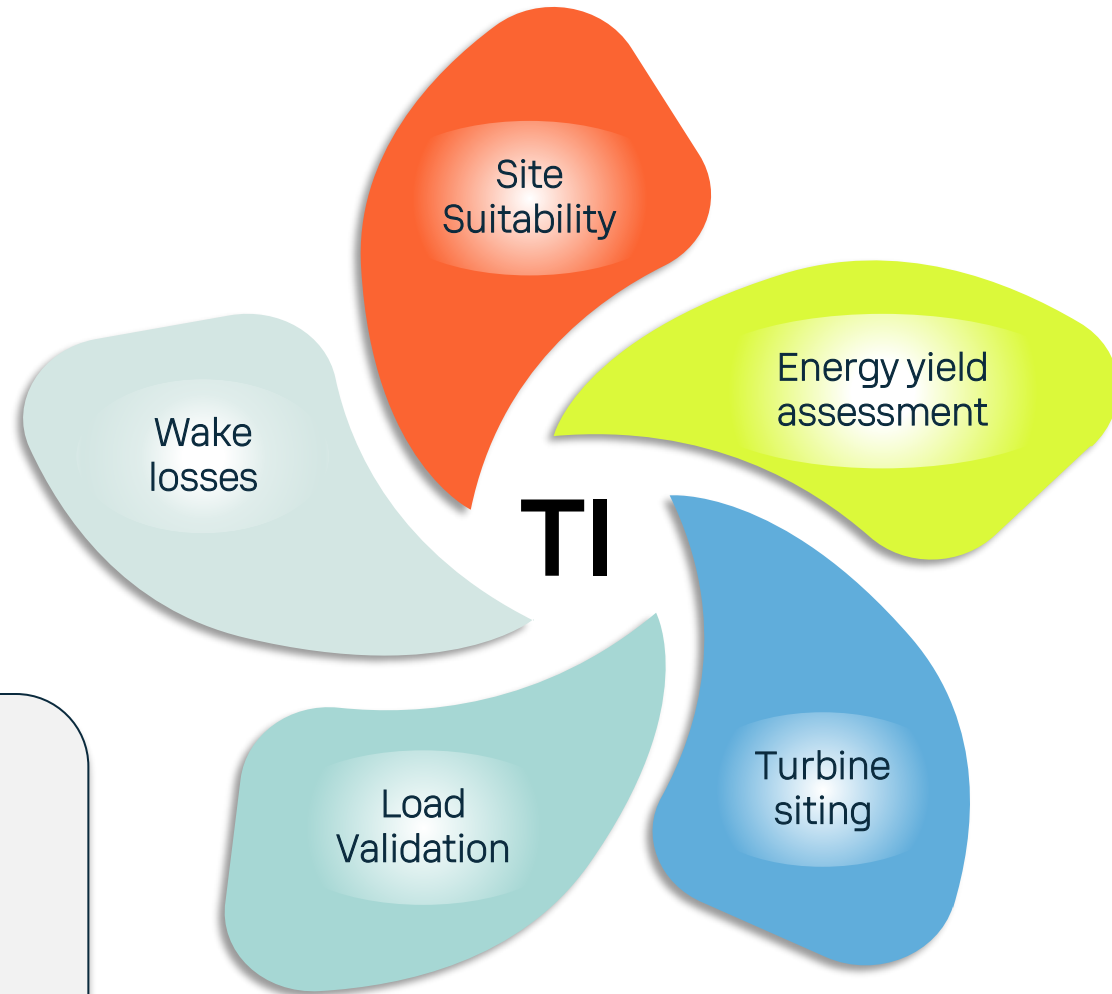 Site
Suitability
Energy yield
assessment
Wake
losses
TI
Turbine
siting
Load
Validation